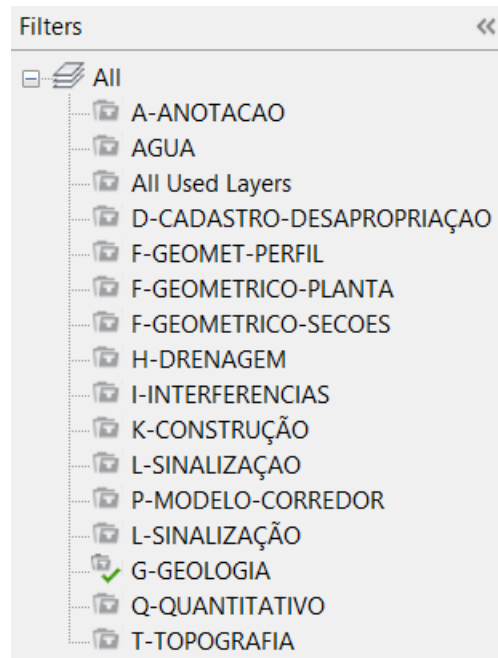 Filters
All
A-ANOTACAO
AGUA
All Used Layers
D-CADASTRO-DESAPROPRIAÇAO
F-GEOMET-PERFIL
F-GEOMETRICO-PLANTA
F-GEOMETRICO-SECOES
H-DRENAGEM
I-INTERFERENCIAS
K-CONSTRUÇÃO
L-SINALIZAÇAO
P-MODELO-CORREDOR
L-SINALIZAÇÃO
G-GEOLOGIA
Q-QUANTITATIVO
T-TOPOGRAFIA